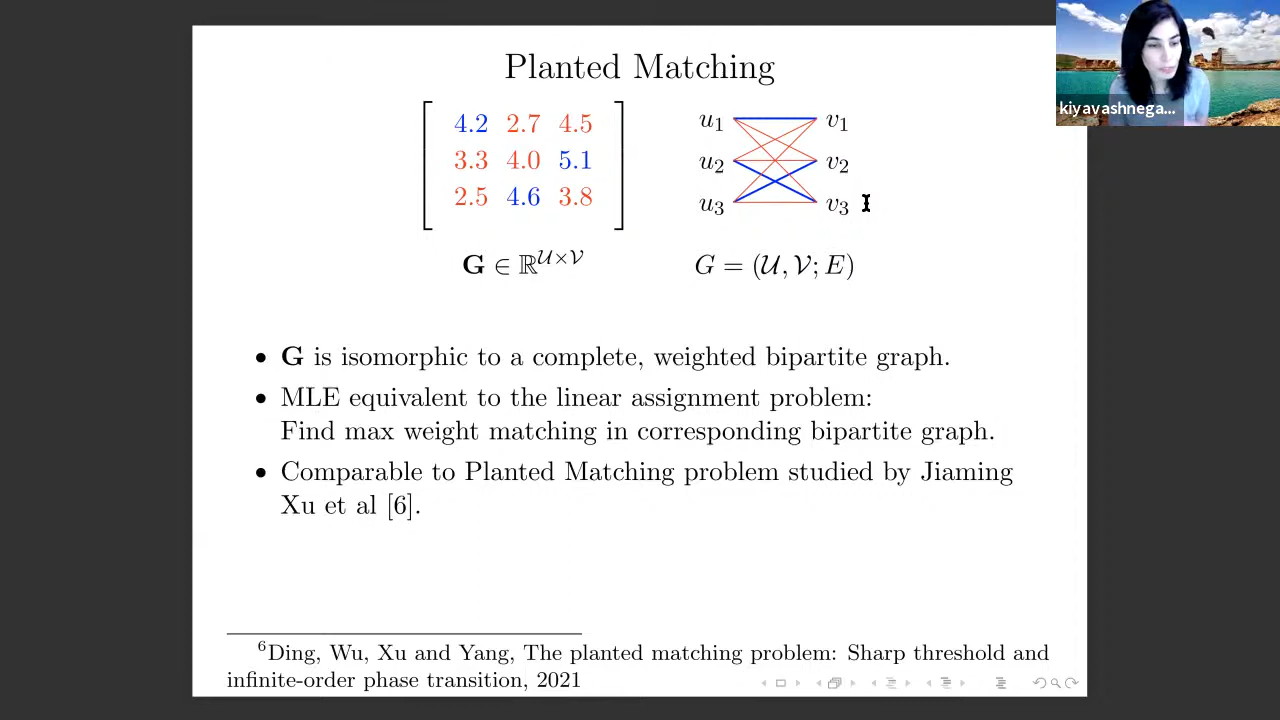 Planted Matching
4.2 2.7 4.5
3.3 4.0 5.1
2.5 4.6 3.8
u₁ v₁
u₂ v₂
u₃ v₃
G ∈ ℝ^{𝒰×𝒱}
G = (𝒰, 𝒱; E)
• G is isomorphic to a complete, weighted bipartite graph.
• MLE equivalent to the linear assignment problem:
Find max weight matching in corresponding bipartite graph.
• Comparable to Planted Matching problem studied by Jiaming
Xu et al [6].
⁶Ding, Wu, Xu and Yang, The planted matching problem: Sharp threshold and
infinite-order phase transition, 2021
kiyavashnega...